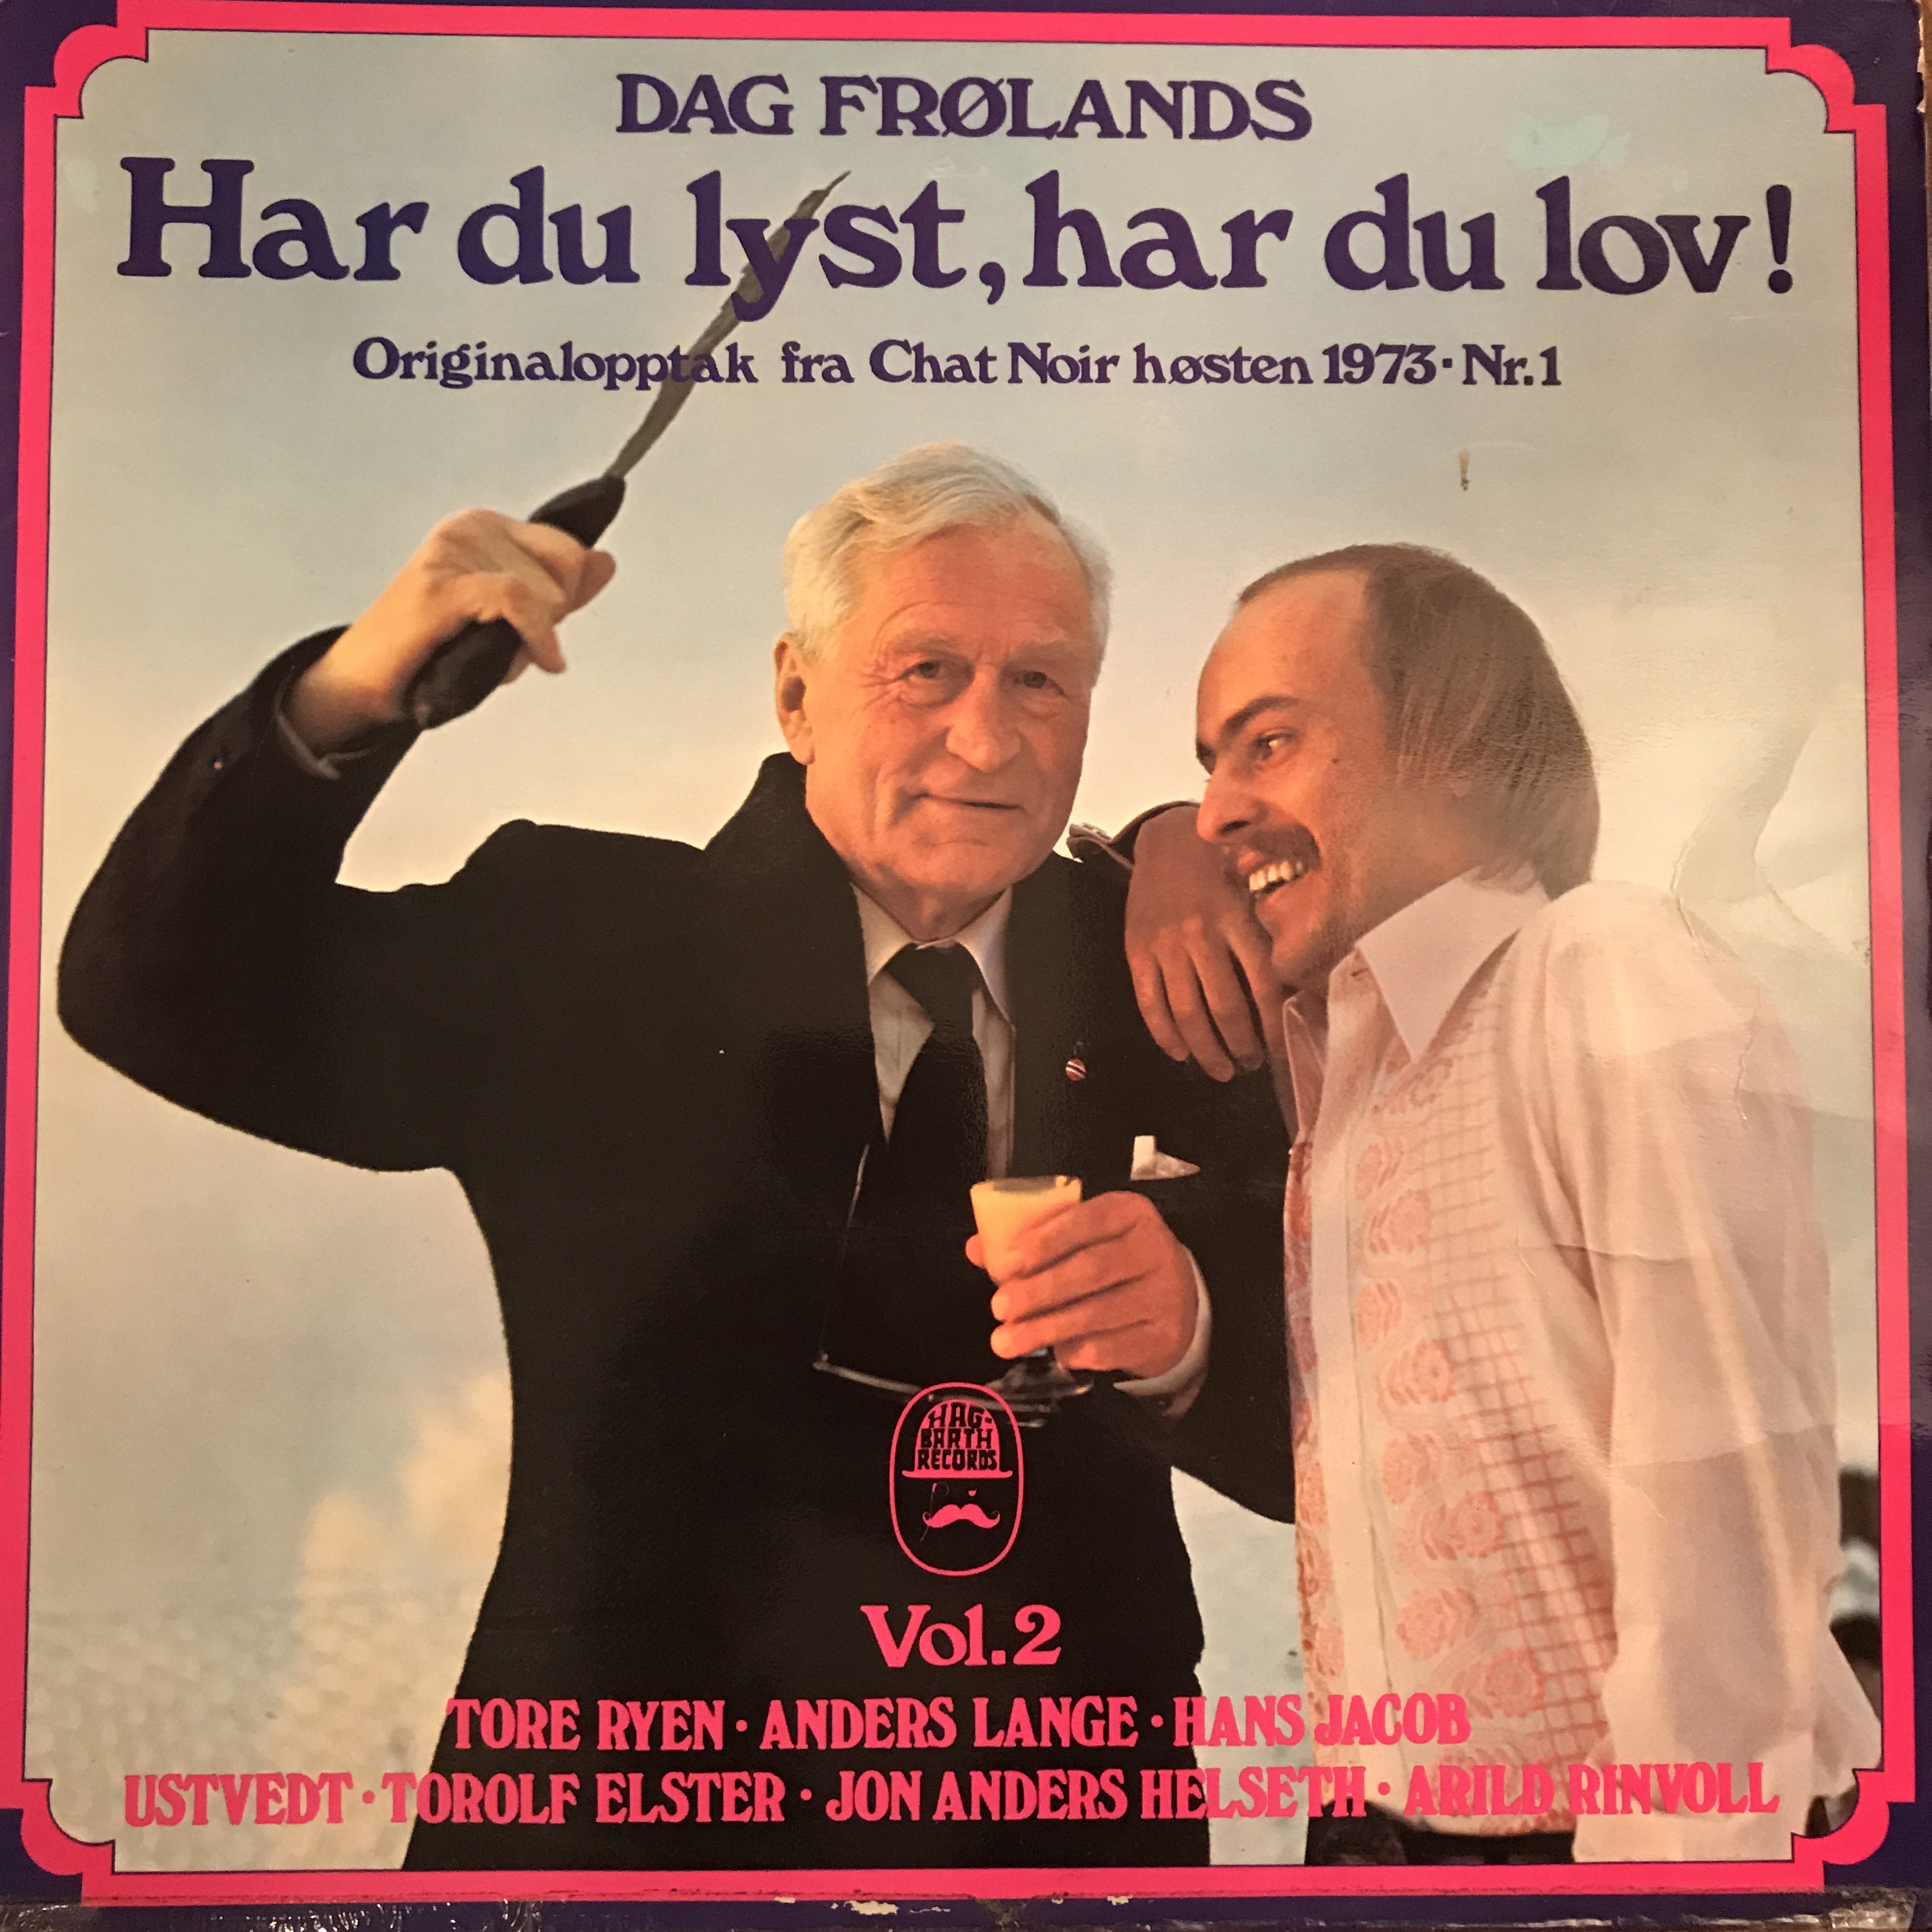 DAG FRØLANDS
Har du lyst, har du lov!
Originalopptak fra Chat Noir høsten 1973 · Nr. 1
HAG-
BARTH
RECORDS
Vol. 2
TORE RYEN · ANDERS LANGE · HANS JACOB
USTVEDT · TOROLF ELSTER · JON ANDERS HELSETH · ARILD RINVOLL